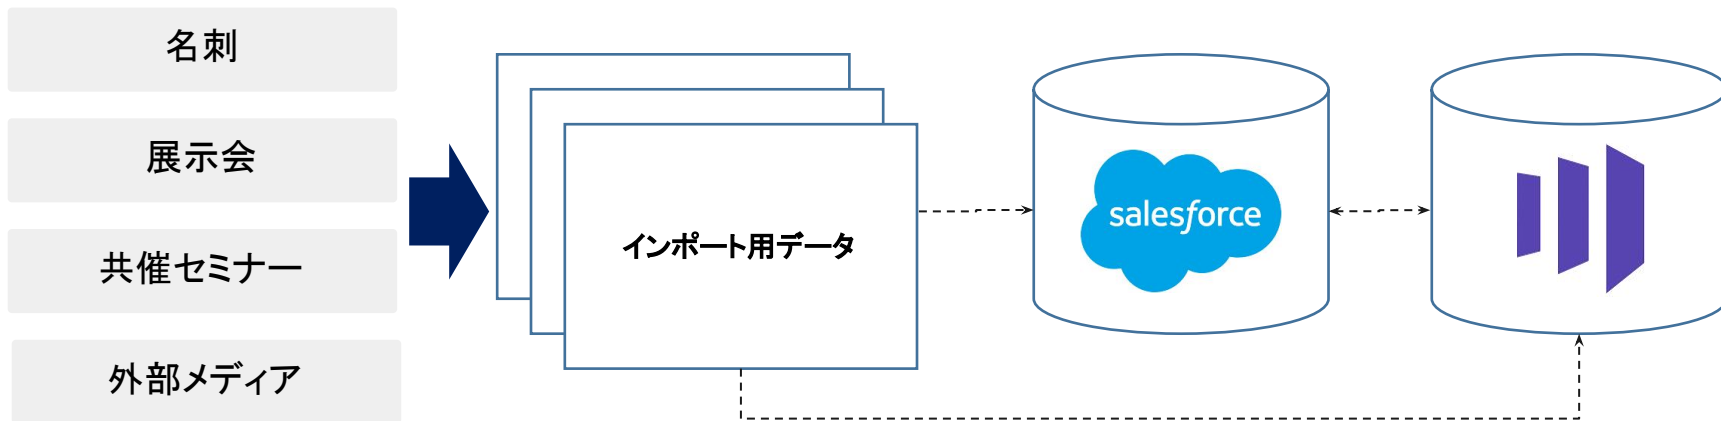 名刺
展示会
共催セミナー
外部メディア
インポート用データ
salesforce